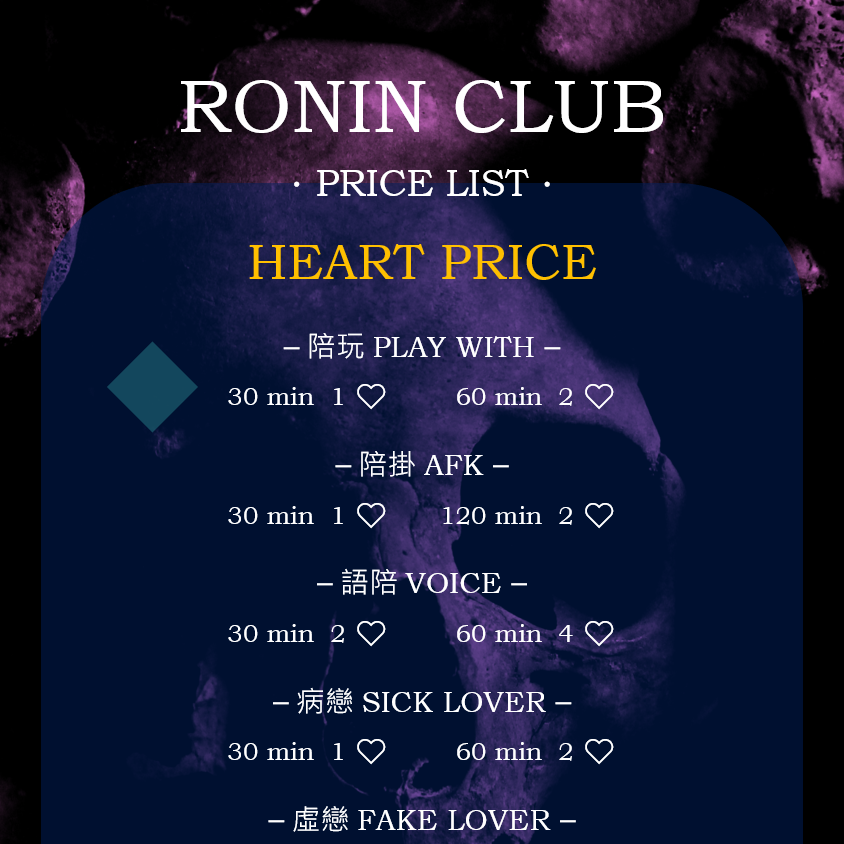 RONIN CLUB
· PRICE LIST ·
HEART PRICE
– 陪玩 PLAY WITH –
30 min 1 ♡ 60 min 2 ♡
– 陪掛 AFK –
30 min 1 ♡ 120 min 2 ♡
– 語陪 VOICE –
30 min 2 ♡ 60 min 4 ♡
– 病戀 SICK LOVER –
30 min 1 ♡ 60 min 2 ♡
– 虛戀 FAKE LOVER –